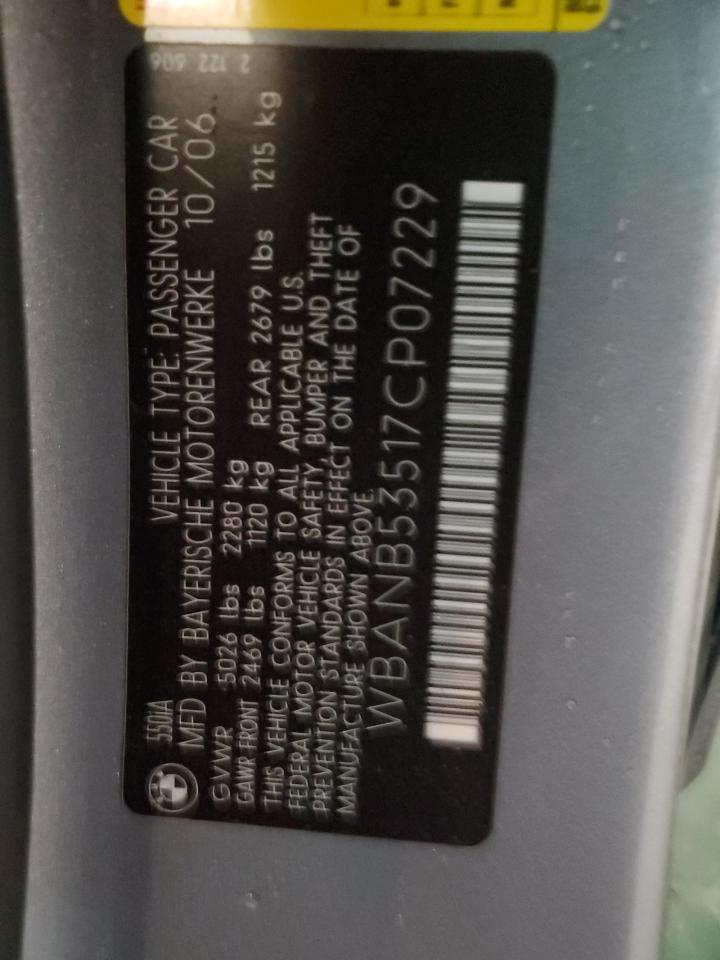 550iA VEHICLE TYPE: PASSENGER CAR
MFD BY BAYERISCHE MOTORENWERKE 10/06
GVWR 5026 lbs 2280 kg
GAWR FRONT 2469 lbs 1120 kg REAR 2679 lbs 1215 kg
THIS VEHICLE CONFORMS TO ALL APPLICABLE U.S.
FEDERAL MOTOR VEHICLE SAFETY, BUMPER AND THEFT
PREVENTION STANDARDS IN EFFECT ON THE DATE OF
MANUFACTURE SHOWN ABOVE.
WBANB53517CP07229
2 122 606